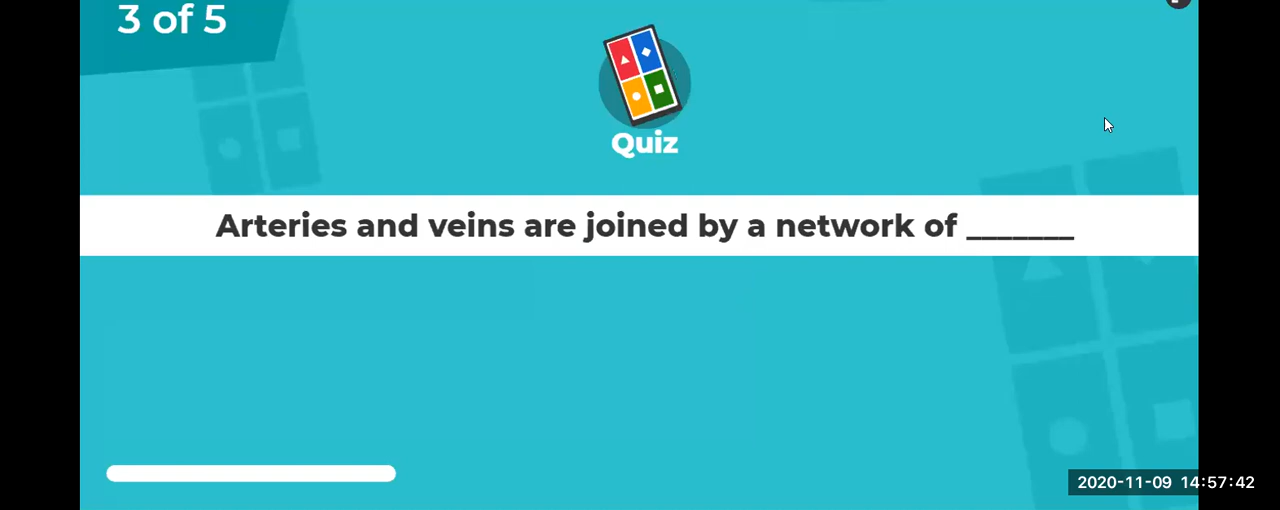 3 of 5
Quiz
Arteries and veins are joined by a network of _______
2020-11-09 14:57:42